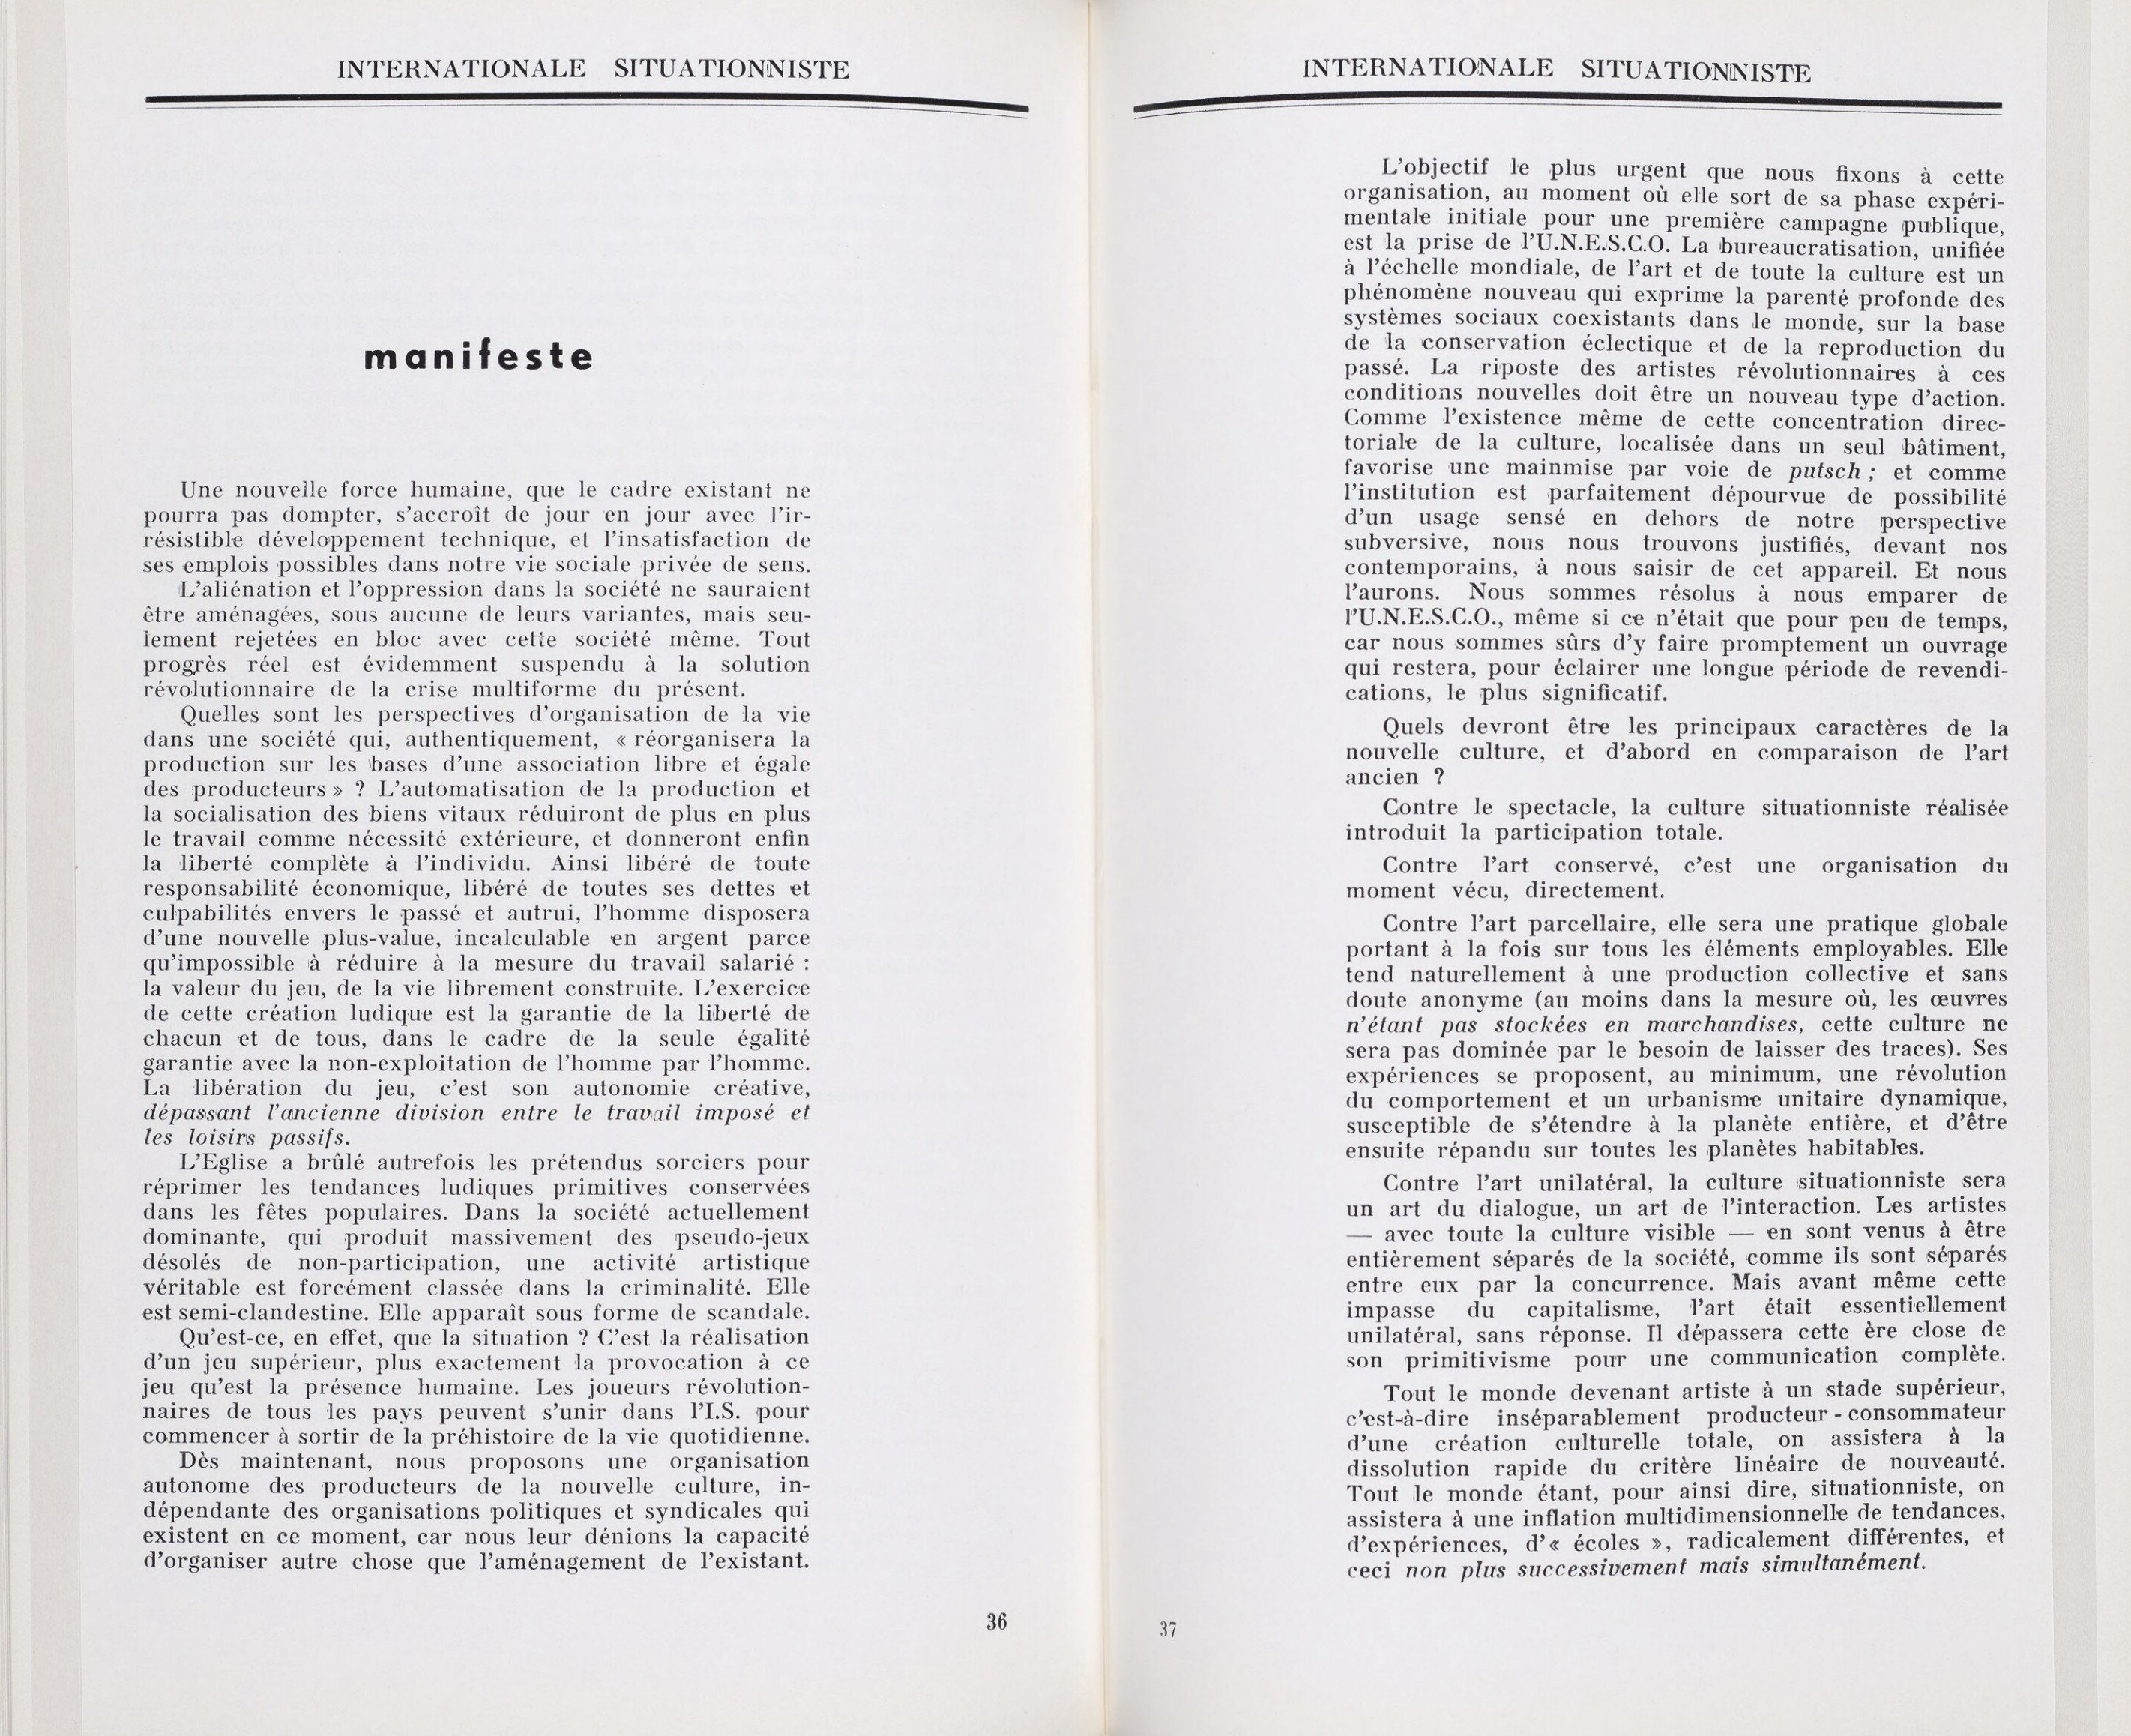 INTERNATIONALE SITUATIONNISTE
manifeste
Une nouvelle force humaine, que le cadre existant ne
pourra pas dompter, s'accroît de jour en jour avec l'ir-
résistible développement technique, et l'insatisfaction de
ses emplois possibles dans notre vie sociale privée de sens.
L'aliénation et l'oppression dans la société ne sauraient
être aménagées, sous aucune de leurs variantes, mais seu-
lement rejetées en bloc avec cette société même. Tout
progrès réel est évidemment suspendu à la solution
révolutionnaire de la crise multiforme du présent.
Quelles sont les perspectives d'organisation de la vie
dans une société qui, authentiquement, « réorganisera la
production sur les bases d'une association libre et égale
des producteurs » ? L'automatisation de la production et
la socialisation des biens vitaux réduiront de plus en plus
le travail comme nécessité extérieure, et donneront enfin
la liberté complète à l'individu. Ainsi libéré de toute
responsabilité économique, libéré de toutes ses dettes et
culpabilités envers le passé et autrui, l'homme disposera
d'une nouvelle plus-value, incalculable en argent parce
qu'impossible à réduire à la mesure du travail salarié :
la valeur du jeu, de la vie librement construite. L'exercice
de cette création ludique est la garantie de la liberté de
chacun et de tous, dans le cadre de la seule égalité
garantie avec la non-exploitation de l'homme par l'homme.
La libération du jeu, c'est son autonomie créative,
dépassant l'ancienne division entre le travail imposé et
les loisirs passifs.
L'Eglise a brûlé autrefois les prétendus sorciers pour
réprimer les tendances ludiques primitives conservées
dans les fêtes populaires. Dans la société actuellement
dominante, qui produit massivement des pseudo-jeux
désolés de non-participation, une activité artistique
véritable est forcément classée dans la criminalité. Elle
est semi-clandestine. Elle apparaît sous forme de scandale.
Qu'est-ce, en effet, que la situation ? C'est la réalisation
d'un jeu supérieur, plus exactement la provocation à ce
jeu qu'est la présence humaine. Les joueurs révolution-
naires de tous les pays peuvent s'unir dans l'I.S. pour
commencer à sortir de la préhistoire de la vie quotidienne.
Dès maintenant, nous proposons une organisation
autonome des producteurs de la nouvelle culture, in-
dépendante des organisations politiques et syndicales qui
existent en ce moment, car nous leur dénions la capacité
d'organiser autre chose que l'aménagement de l'existant.
36
INTERNATIONALE SITUATIONNISTE
L'objectif le plus urgent que nous fixons à cette
organisation, au moment où elle sort de sa phase expéri-
mentale initiale pour une première campagne publique,
est la prise de l'U.N.E.S.C.O. La bureaucratisation, unifiée
à l'échelle mondiale, de l'art et de toute la culture est un
phénomène nouveau qui exprime la parenté profonde des
systèmes sociaux coexistants dans le monde, sur la base
de la conservation éclectique et de la reproduction du
passé. La riposte des artistes révolutionnaires à ces
conditions nouvelles doit être un nouveau type d'action.
Comme l'existence même de cette concentration direc-
toriale de la culture, localisée dans un seul bâtiment,
favorise une mainmise par voie de putsch ; et comme
l'institution est parfaitement dépourvue de possibilité
d'un usage sensé en dehors de notre perspective
subversive, nous nous trouvons justifiés, devant nos
contemporains, à nous saisir de cet appareil. Et nous
l'aurons. Nous sommes résolus à nous emparer de
l'U.N.E.S.C.O., même si ce n'était que pour peu de temps,
car nous sommes sûrs d'y faire promptement un ouvrage
qui restera, pour éclairer une longue période de revendi-
cations, le plus significatif.
Quels devront être les principaux caractères de la
nouvelle culture, et d'abord en comparaison de l'art
ancien ?
Contre le spectacle, la culture situationniste réalisée
introduit la participation totale.
Contre l'art conservé, c'est une organisation du
moment vécu, directement.
Contre l'art parcellaire, elle sera une pratique globale
portant à la fois sur tous les éléments employables. Elle
tend naturellement à une production collective et sans
doute anonyme (au moins dans la mesure où, les œuvres
n'étant pas stockées en marchandises, cette culture ne
sera pas dominée par le besoin de laisser des traces). Ses
expériences se proposent, au minimum, une révolution
du comportement et un urbanisme unitaire dynamique,
susceptible de s'étendre à la planète entière, et d'être
ensuite répandu sur toutes les planètes habitables.
Contre l'art unilatéral, la culture situationniste sera
un art du dialogue, un art de l'interaction. Les artistes
— avec toute la culture visible — en sont venus à être
entièrement séparés de la société, comme ils sont séparés
entre eux par la concurrence. Mais avant même cette
impasse du capitalisme, l'art était essentiellement
unilatéral, sans réponse. Il dépassera cette ère close de
son primitivisme pour une communication complète.
Tout le monde devenant artiste à un stade supérieur,
c'est-à-dire inséparablement producteur - consommateur
d'une création culturelle totale, on assistera à la
dissolution rapide du critère linéaire de nouveauté.
Tout le monde étant, pour ainsi dire, situationniste, on
assistera à une inflation multidimensionnelle de tendances,
d'expériences, d'« écoles », radicalement différentes, et
ceci non plus successivement mais simultanément.
37